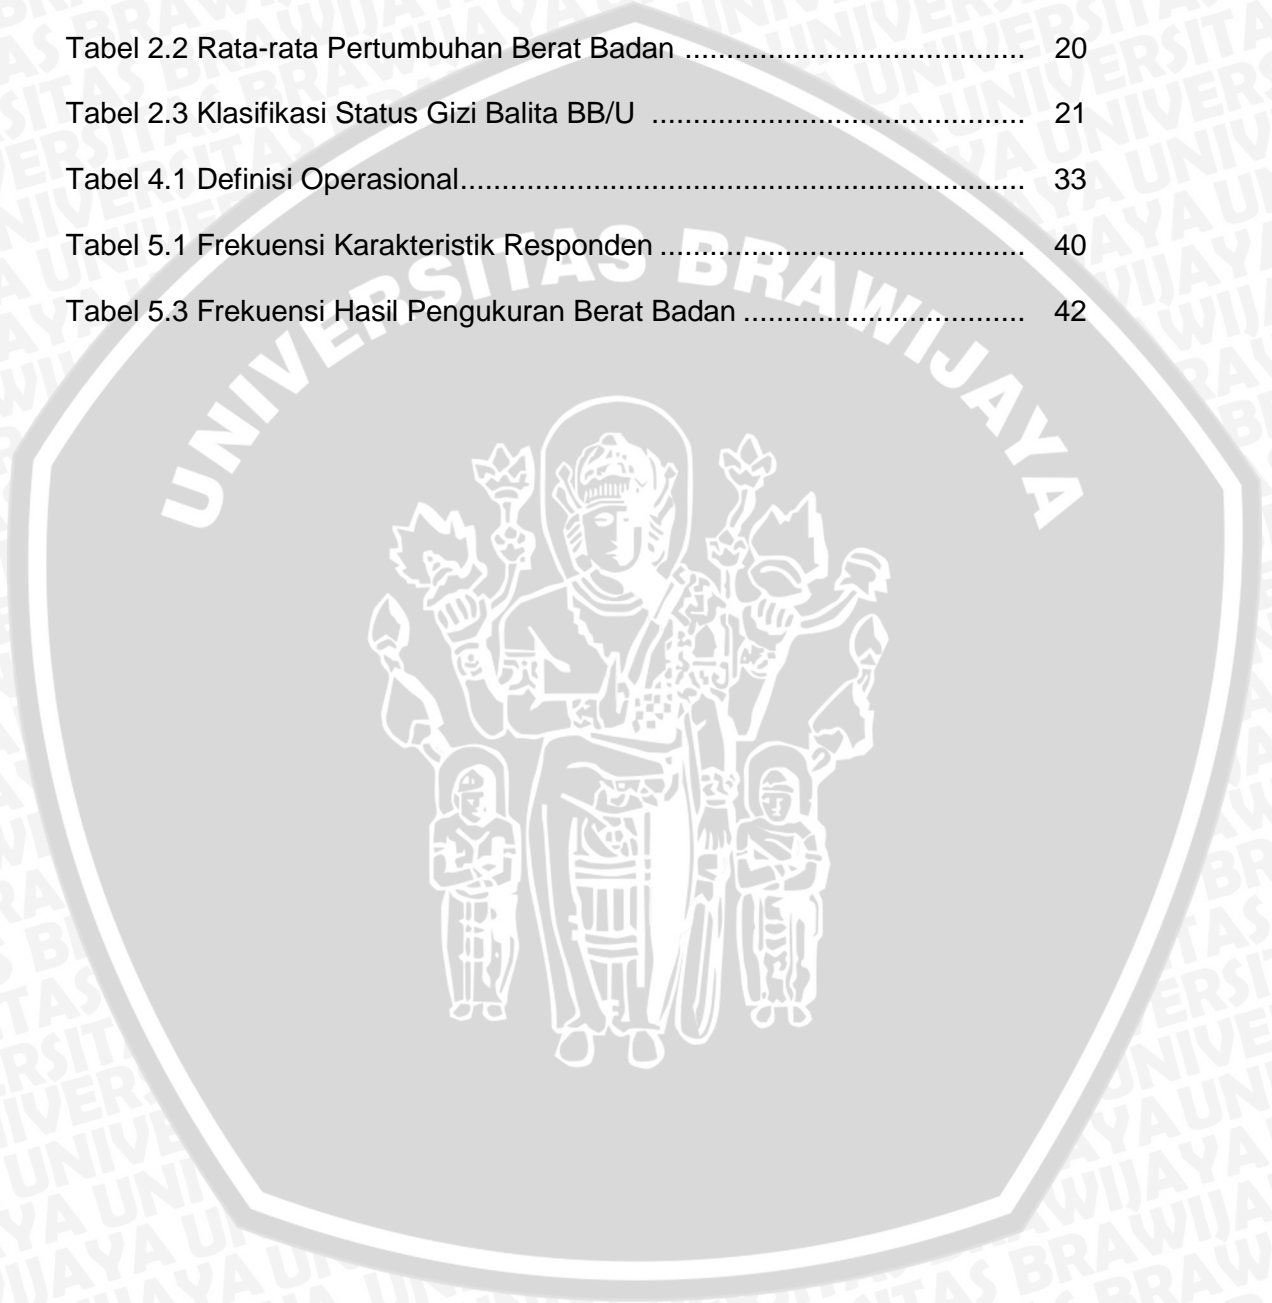 Tabel 2.2 Rata-rata Pertumbuhan Berat Badan ......................................... 20
Tabel 2.3 Klasifikasi Status Gizi Balita BB/U ............................................. 21
Tabel 4.1 Definisi Operasional.................................................................... 33
Tabel 5.1 Frekuensi Karakteristik Responden ............................................ 40
Tabel 5.3 Frekuensi Hasil Pengukuran Berat Badan .................................. 42
UNIVERSITAS BRAWIJAYA